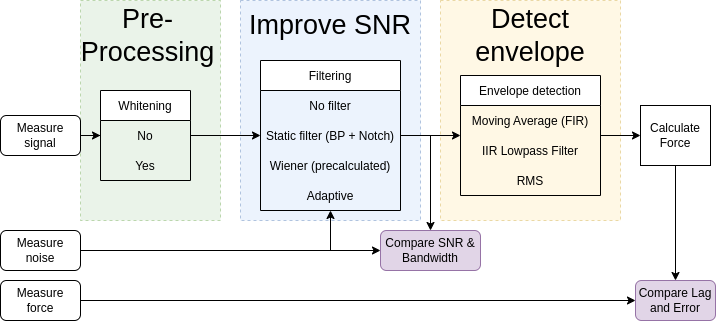 Pre-
Processing
Improve SNR
Detect
envelope
Whitening
No
Yes
Filtering
No filter
Static filter (BP + Notch)
Wiener (precalculated)
Adaptive
Envelope detection
Moving Average (FIR)
IIR Lowpass Filter
RMS
Measure
signal
Calculate
Force
Measure
noise
Compare SNR &
Bandwidth
Measure
force
Compare Lag
and Error